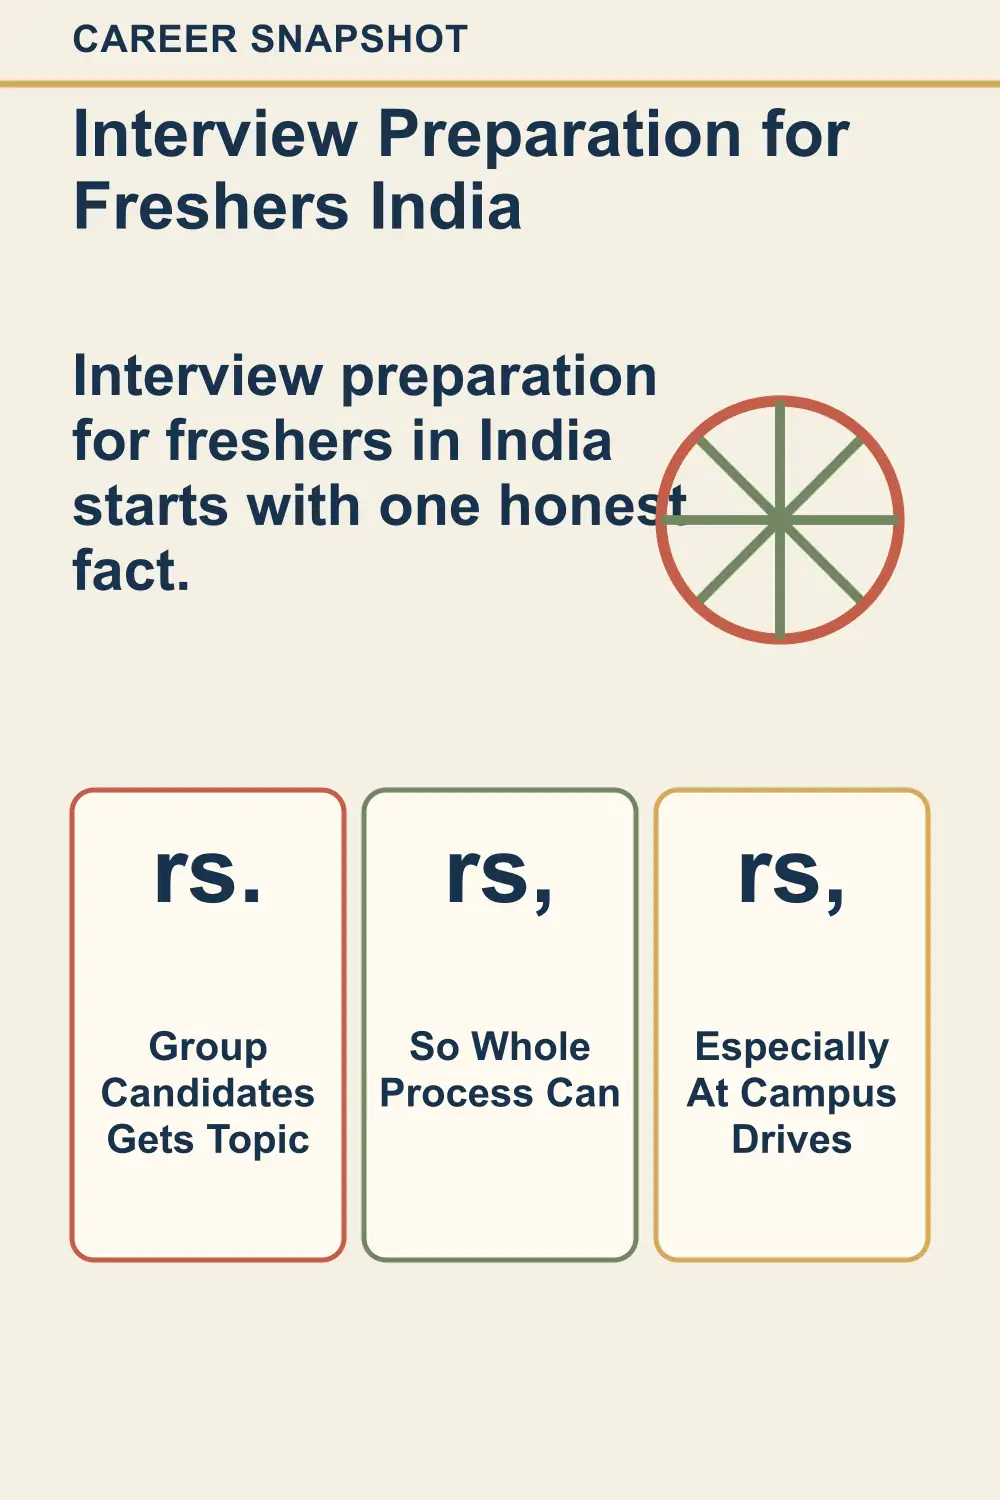 CAREER SNAPSHOT
Interview Preparation for
Freshers India
Interview preparation
for freshers in India
starts with one honest
fact.
rs.
Group
Candidates
Gets Topic
rs,
So Whole
Process Can
rs,
Especially
At Campus
Drives